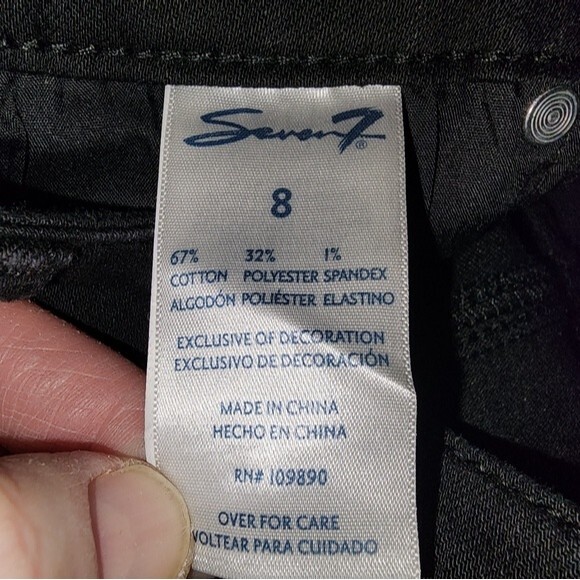 Seven7®
8
67% 32% 1%
COTTON POLYESTER SPANDEX
ALGODÓN POLIÉSTER ELASTINO
EXCLUSIVE OF DECORATION
EXCLUSIVO DE DECORACIÓN
MADE IN CHINA
HECHO EN CHINA
RN# 109890
OVER FOR CARE
VOLTEAR PARA CUIDADO